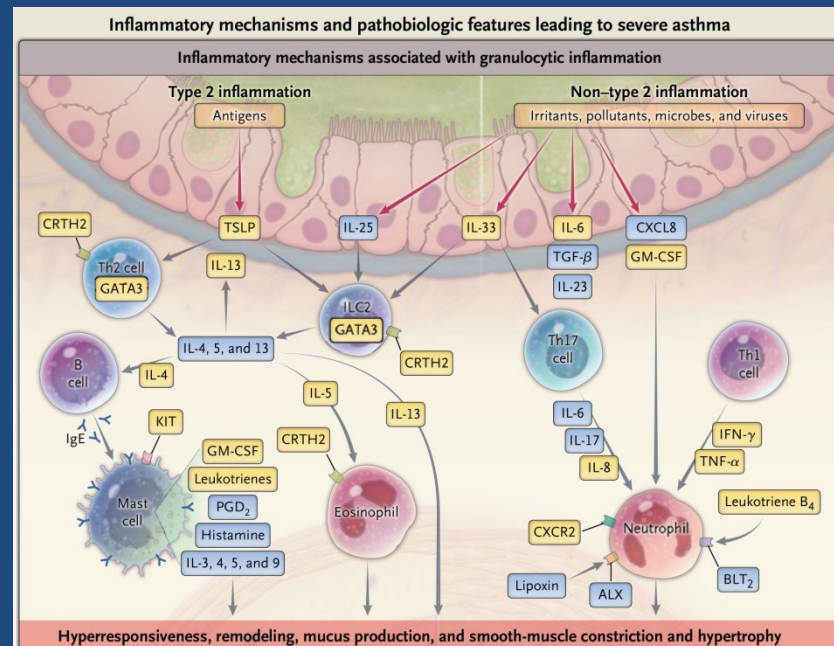 Inflammatory mechanisms and pathobiologic features leading to severe asthma
Inflammatory mechanisms associated with granulocytic inflammation
Type 2 inflammation
Antigens
Non–type 2 inflammation
Irritants, pollutants, microbes, and viruses
CRTH2
TSLP
IL-25
IL-33
IL-6
CXCL8
Th2 cell
GATA3
IL-13
TGF-β
GM-CSF
IL-23
ILC2
GATA3
CRTH2
Th17
cell
Th1
cell
B
cell
IL-4
IL-4, 5, and 13
IL-5
IL-13
IgE
KIT
Mast
cell
GM-CSF
Leukotrienes
PGD₂
Histamine
IL-3, 4, 5, and 9
CRTH2
Eosinophil
IL-6
IL-17
IL-8
IFN-γ
TNF-α
CXCR2
Neutrophil
Leukotriene B₄
Lipoxin
ALX
BLT₂
Hyperresponsiveness, remodeling, mucus production, and smooth-muscle constriction and hypertrophy